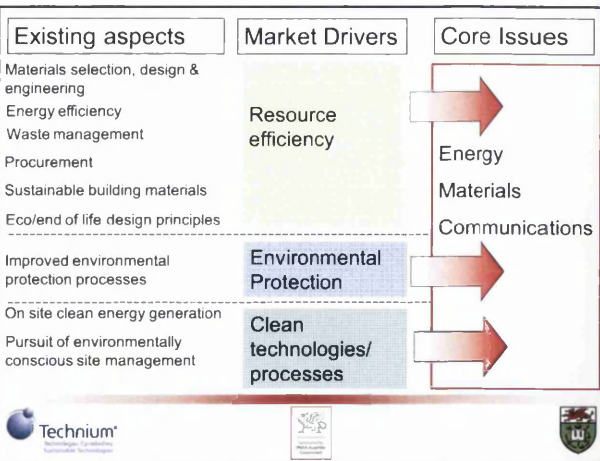 Existing aspects
Market Drivers
Core Issues
Materials selection, design &
engineering
Energy efficiency
Waste management
Procurement
Sustainable building materials
Eco/end of life design principles
Resource
efficiency
Energy
Materials
Communications
Improved environmental
protection processes
Environmental
Protection
On site clean energy generation
Pursuit of environmentally
conscious site management
Clean
technologies/
processes
Technium
Sustainable Technologies